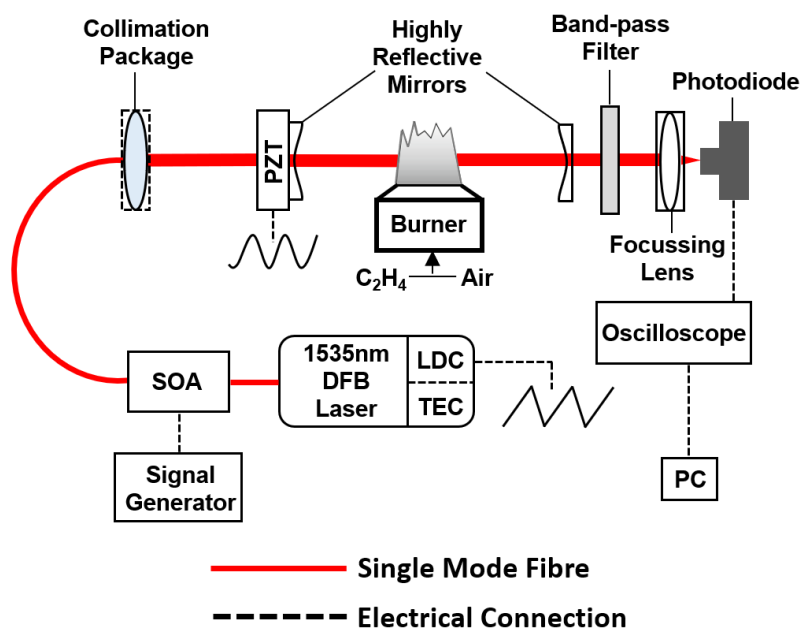 Collimation
Package
Highly
Reflective
Mirrors
Band-pass
Filter
Photodiode
PZT
Burner
C₂H₄
Air
Focussing
Lens
Oscilloscope
SOA
1535nm
DFB
Laser
LDC
TEC
Signal
Generator
PC
Single Mode Fibre
Electrical Connection